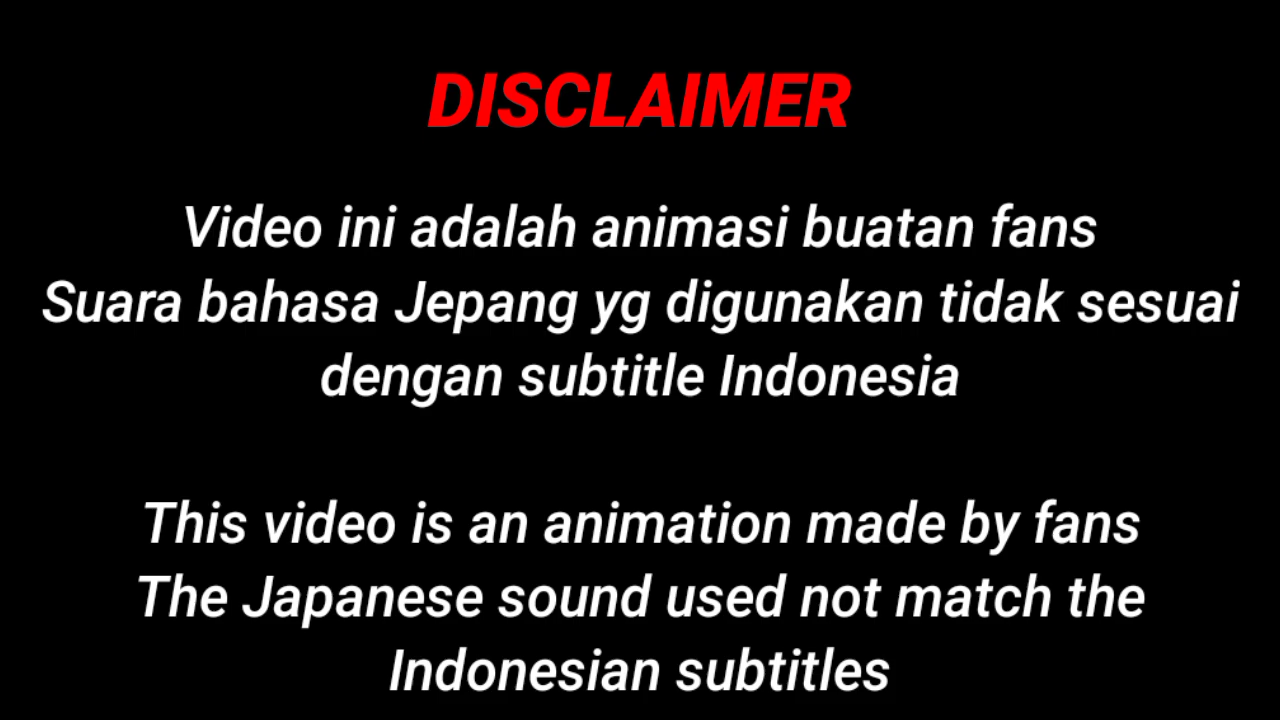 DISCLAIMER
Video ini adalah animasi buatan fans
Suara bahasa Jepang yg digunakan tidak sesuai
dengan subtitle Indonesia
This video is an animation made by fans
The Japanese sound used not match the
Indonesian subtitles